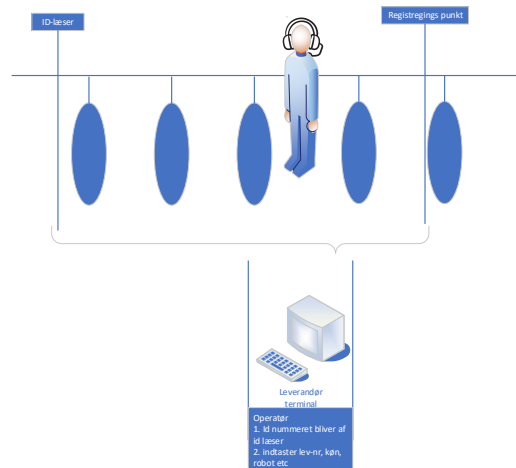 ID-læser
Registregings punkt
Leverandør
terminal
Operatør
1. Id nummeret bliver af
id læser
2. indtaster lev-nr, køn,
robot etc